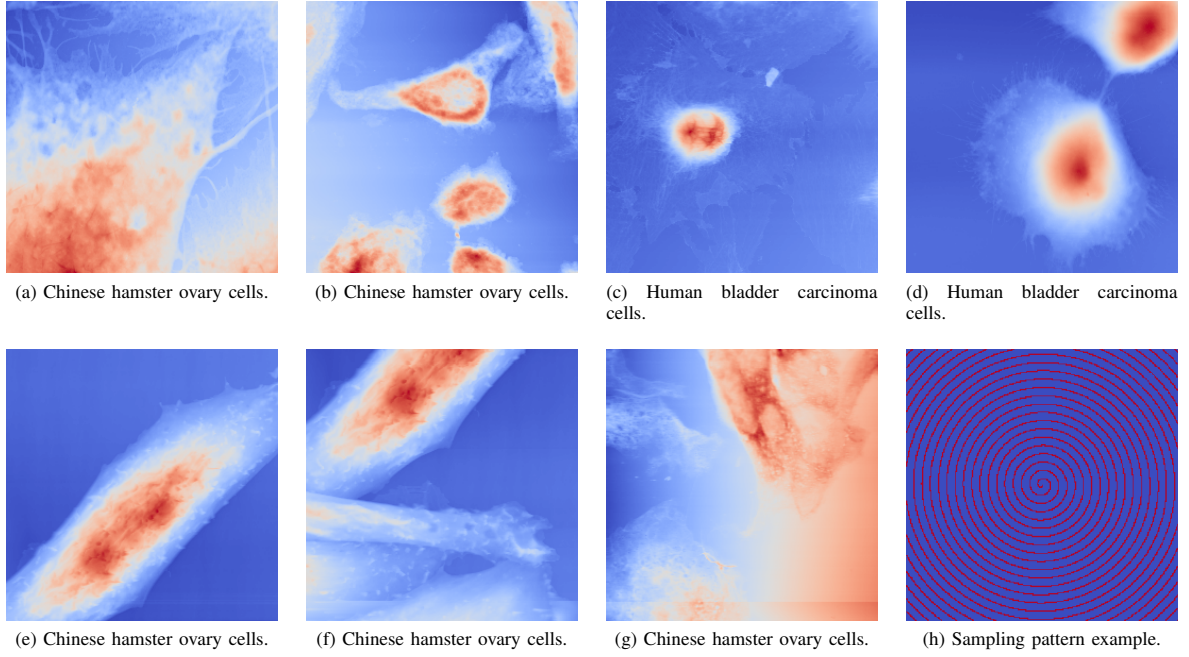 (a) Chinese hamster ovary cells.
(b) Chinese hamster ovary cells.
(c) Human bladder carcinoma
cells.
(d) Human bladder carcinoma
cells.
(e) Chinese hamster ovary cells.
(f) Chinese hamster ovary cells.
(g) Chinese hamster ovary cells.
(h) Sampling pattern example.